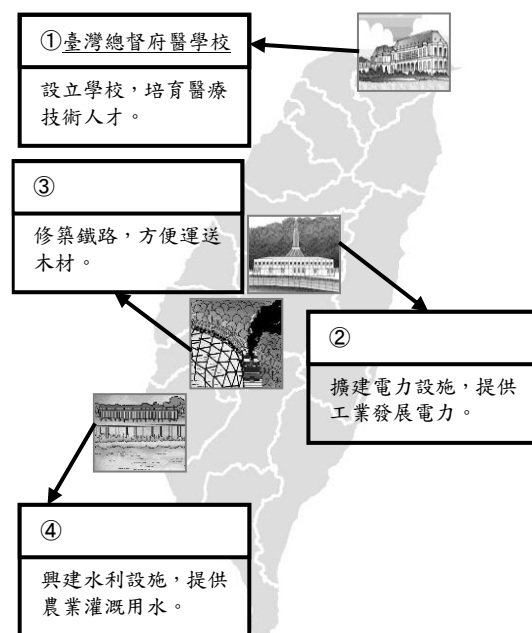 ①臺灣總督府醫學校
設立學校，培育醫療
技術人才。
③
修築鐵路，方便運送
木材。
②
擴建電力設施，提供
工業發展電力。
④
興建水利設施，提供
農業灌溉用水。